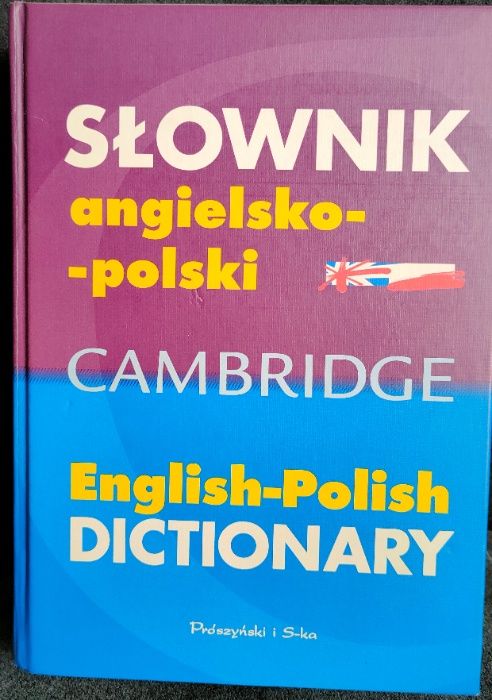 SŁOWNIK
angielsko-
-polski
CAMBRIDGE
English-Polish
DICTIONARY
Prószyński i S-ka